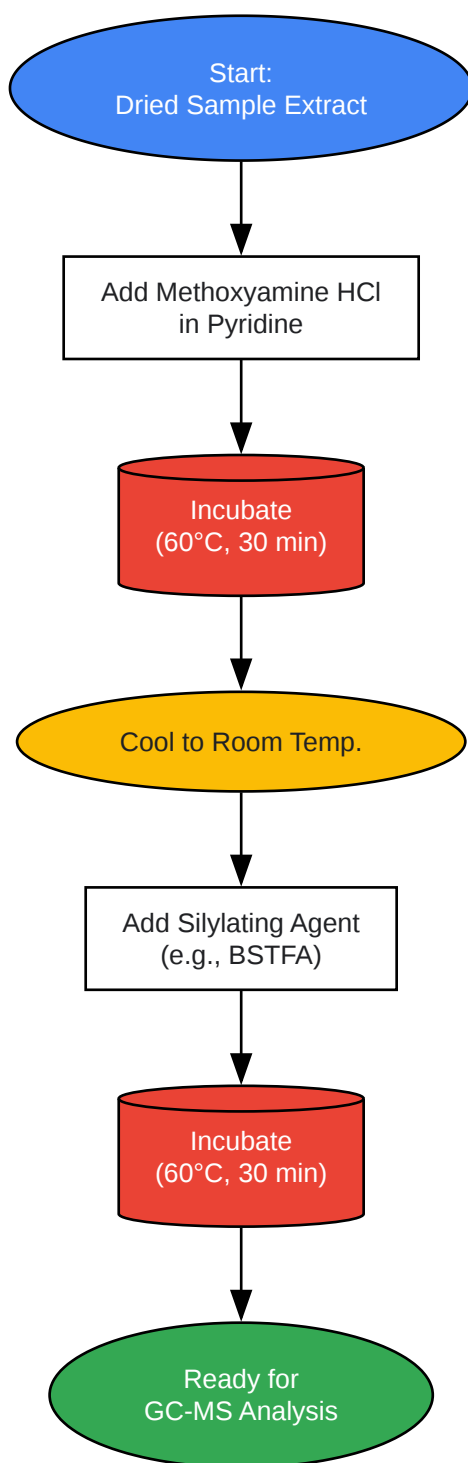 Start:
Dried Sample Extract
Add Methoxyamine HCl
in Pyridine
Incubate
(60°C, 30 min)
Cool to Room Temp.
Add Silylating Agent
(e.g., BSTFA)
Incubate
(60°C, 30 min)
Ready for
GC-MS Analysis